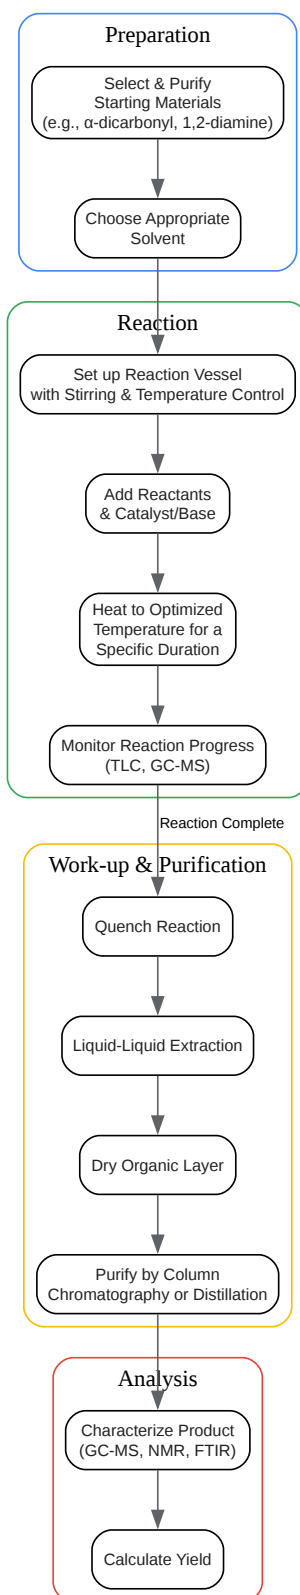 Preparation
Select & Purify
Starting Materials
(e.g., α-dicarbonyl, 1,2-diamine)
Choose Appropriate
Solvent
Reaction
Set up Reaction Vessel
with Stirring & Temperature Control
Add Reactants
& Catalyst/Base
Heat to Optimized
Temperature for a
Specific Duration
Monitor Reaction Progress
(TLC, GC-MS)
Reaction Complete
Work-up & Purification
Quench Reaction
Liquid-Liquid Extraction
Dry Organic Layer
Purify by Column
Chromatography or Distillation
Analysis
Characterize Product
(GC-MS, NMR, FTIR)
Calculate Yield